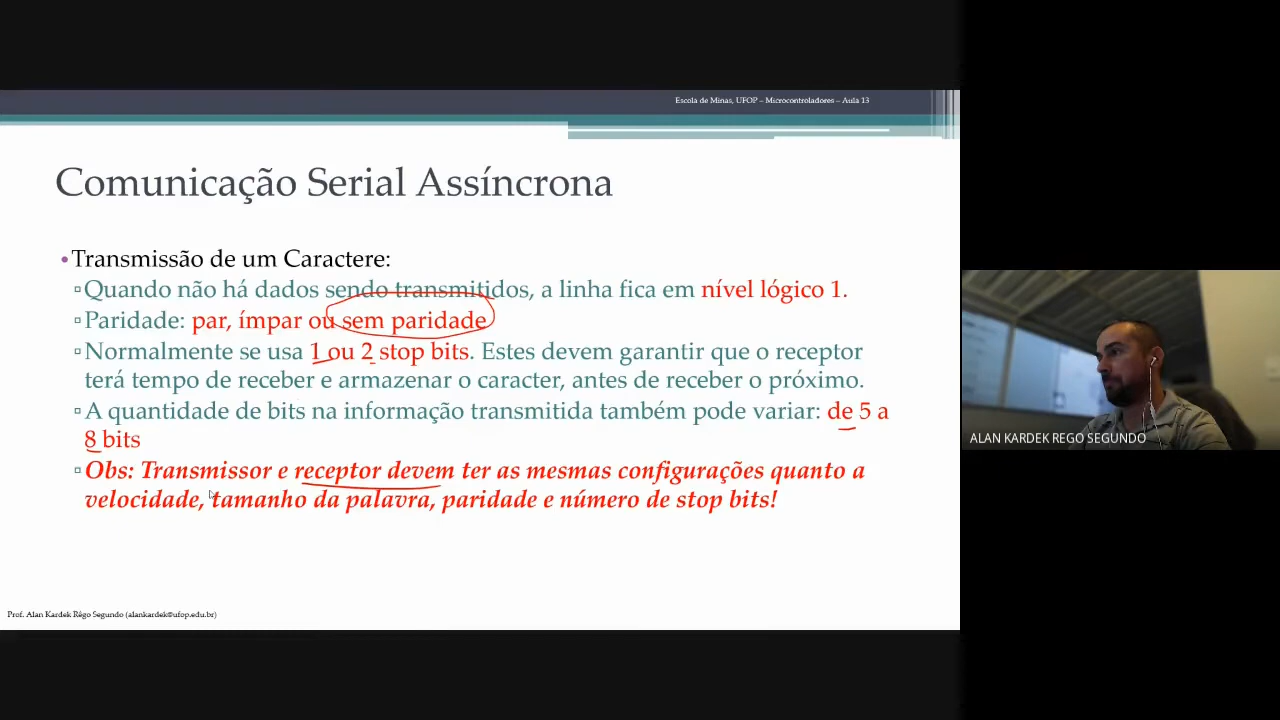 Escola de Minas, UFOP – Microcontroladores – Aula 13
Comunicação Serial Assíncrona
•Transmissão de um Caractere:
▫Quando não há dados sendo transmitidos, a linha fica em nível lógico 1.
▫Paridade: par, ímpar ou sem paridade
▫Normalmente se usa 1 ou 2 stop bits. Estes devem garantir que o receptor
terá tempo de receber e armazenar o caracter, antes de receber o próximo.
▫A quantidade de bits na informação transmitida também pode variar: de 5 a
8 bits
▫Obs: Transmissor e receptor devem ter as mesmas configurações quanto a
velocidade, tamanho da palavra, paridade e número de stop bits!
Prof. Alan Kardek Rêgo Segundo (alankardek@ufop.edu.br)
ALAN KARDEK REGO SEGUNDO